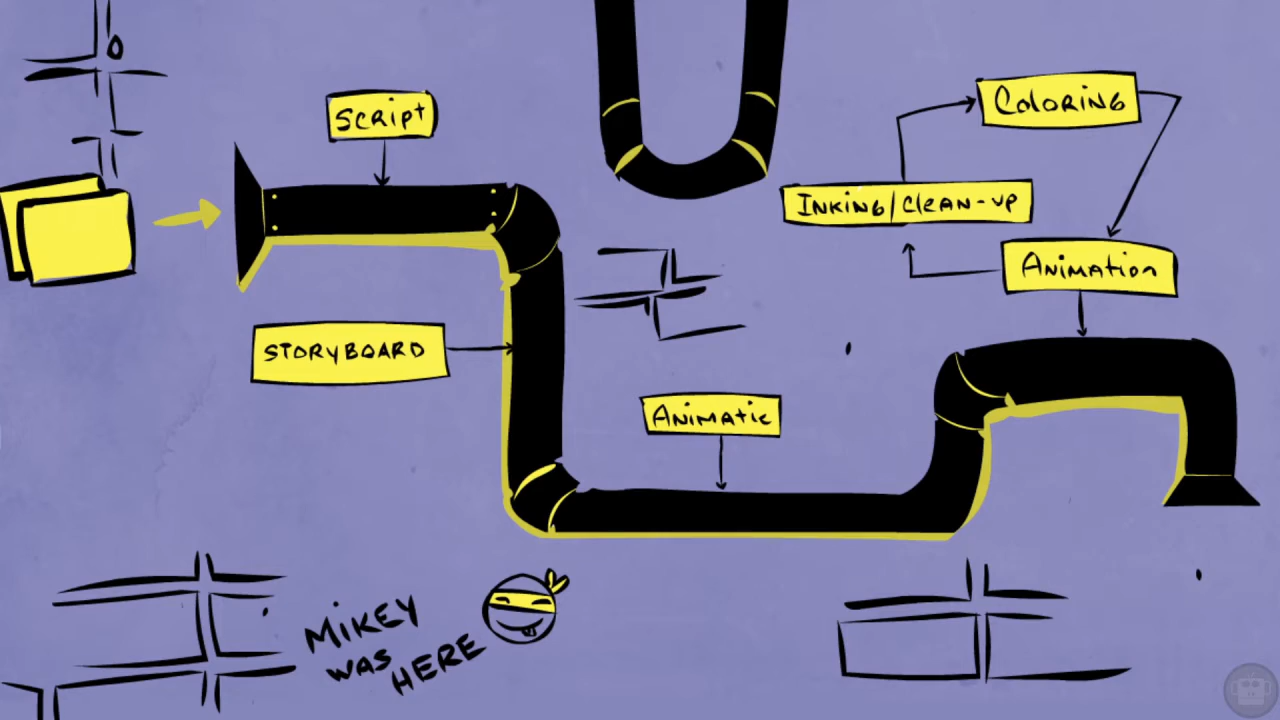 Script
Coloring
Inking/Clean-up
Animation
STORYBOARD
Animatic
MiKEY
WAS
HERE